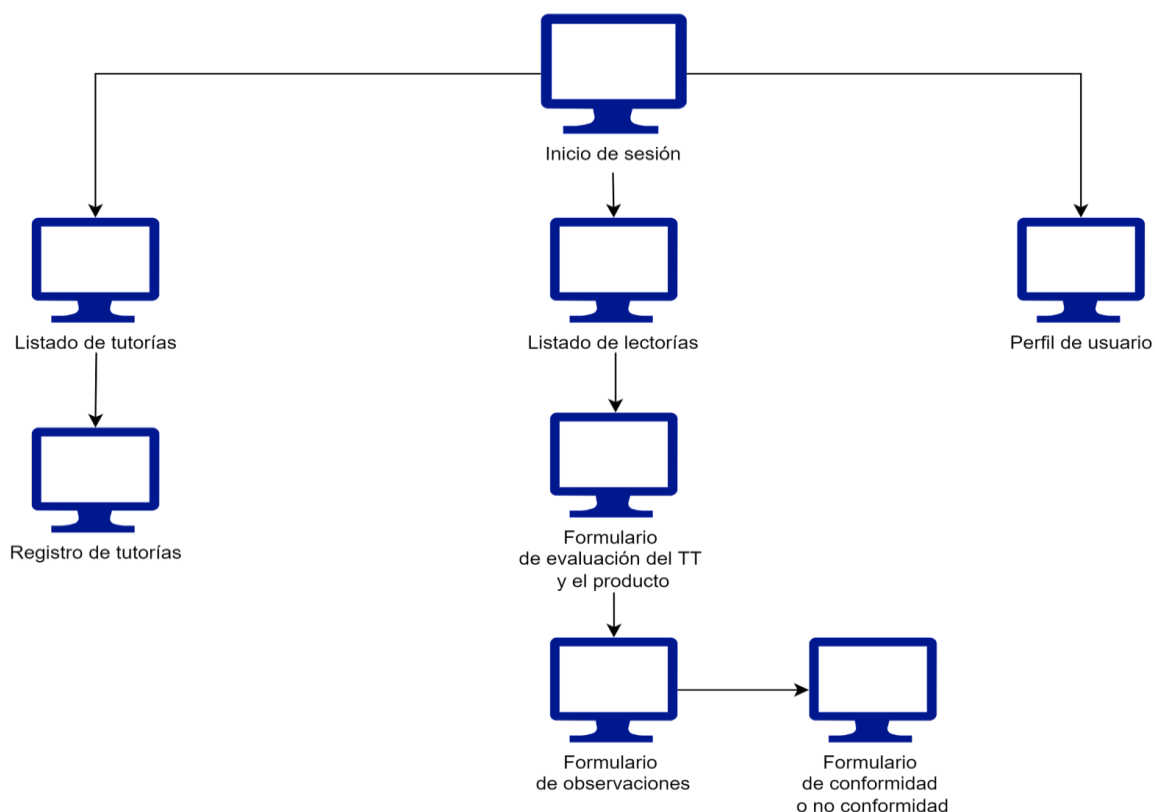 Inicio de sesión
Listado de tutorías
Listado de lectorías
Perfil de usuario
Registro de tutorías
Formulario
de evaluación del TT
y el producto
Formulario
de observaciones
Formulario
de conformidad
o no conformidad